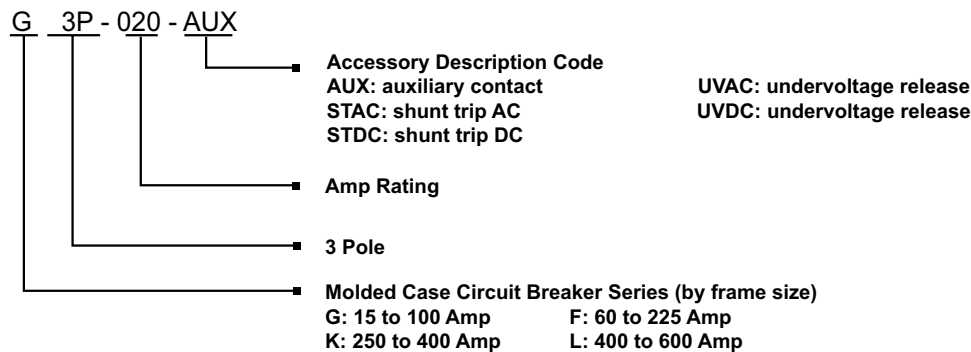 G 3P - 020 - AUX
Accessory Description Code
AUX: auxiliary contact UVAC: undervoltage release
STAC: shunt trip AC UVDC: undervoltage release
STDC: shunt trip DC
Amp Rating
3 Pole
Molded Case Circuit Breaker Series (by frame size)
G: 15 to 100 Amp F: 60 to 225 Amp
K: 250 to 400 Amp L: 400 to 600 Amp